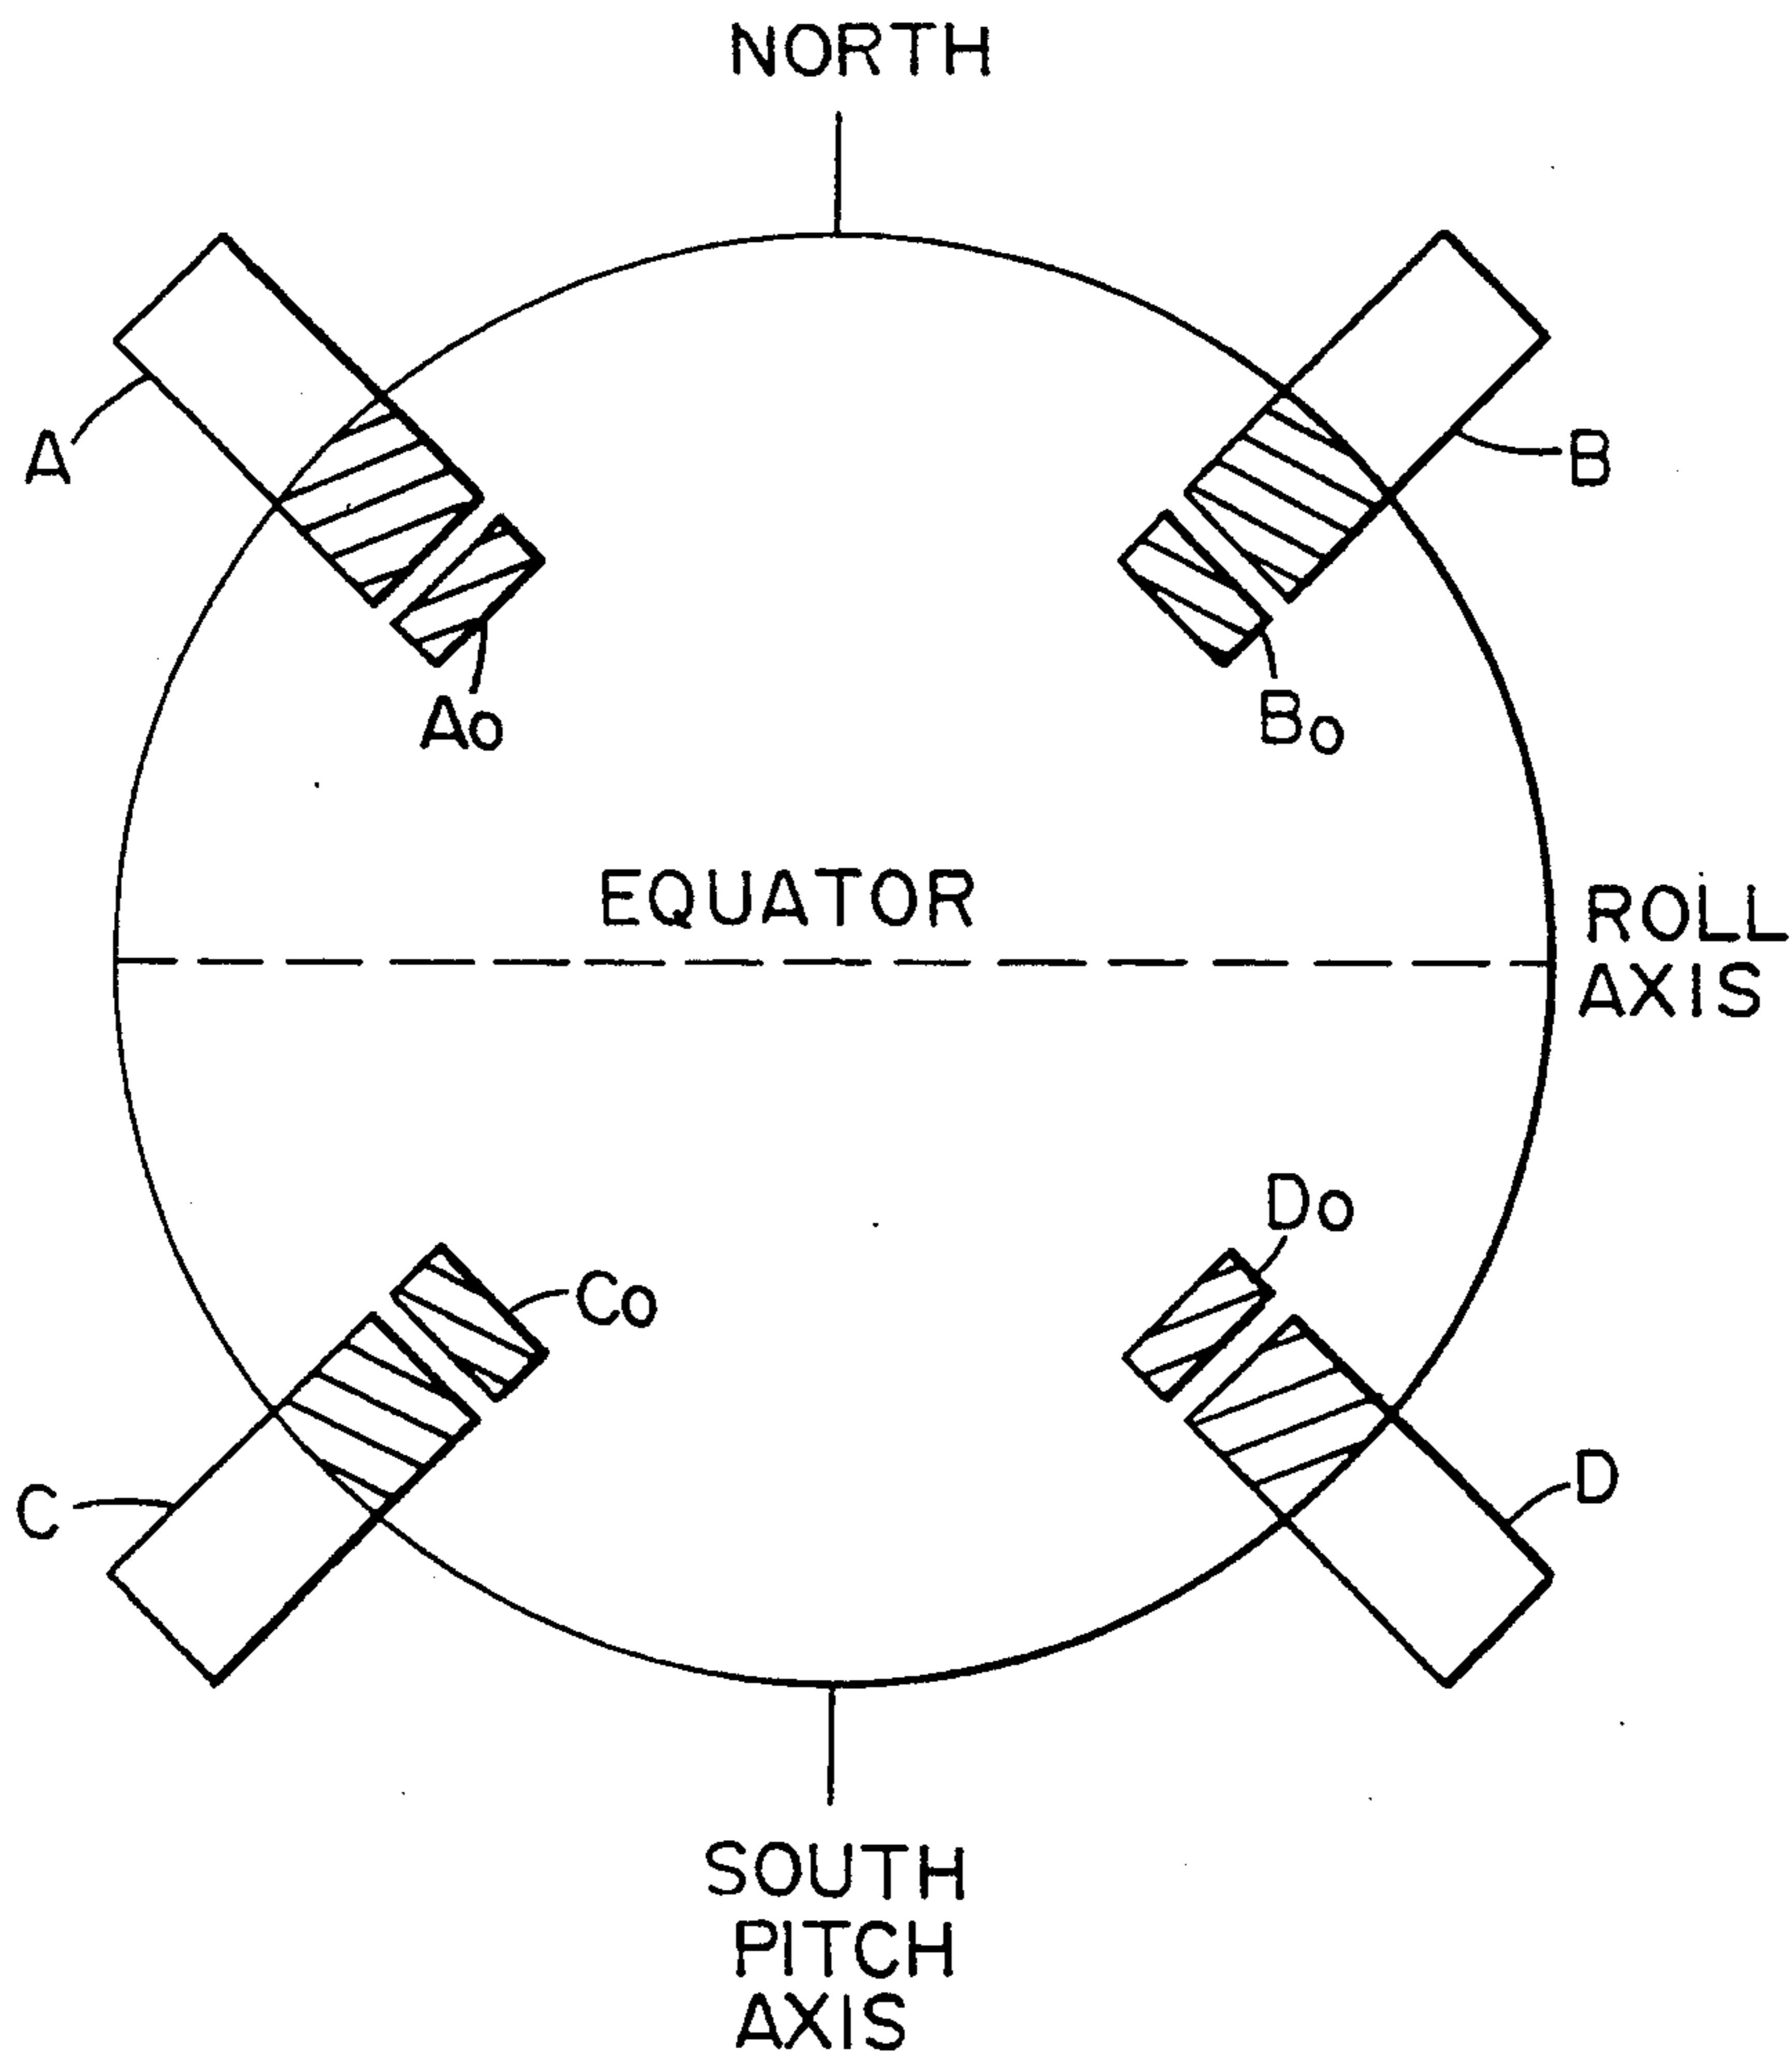 NORTH
A
B
Ao
Bo
EQUATOR
ROLL
AXIS
Do
Co
C
D
SOUTH
PITCH
AXIS